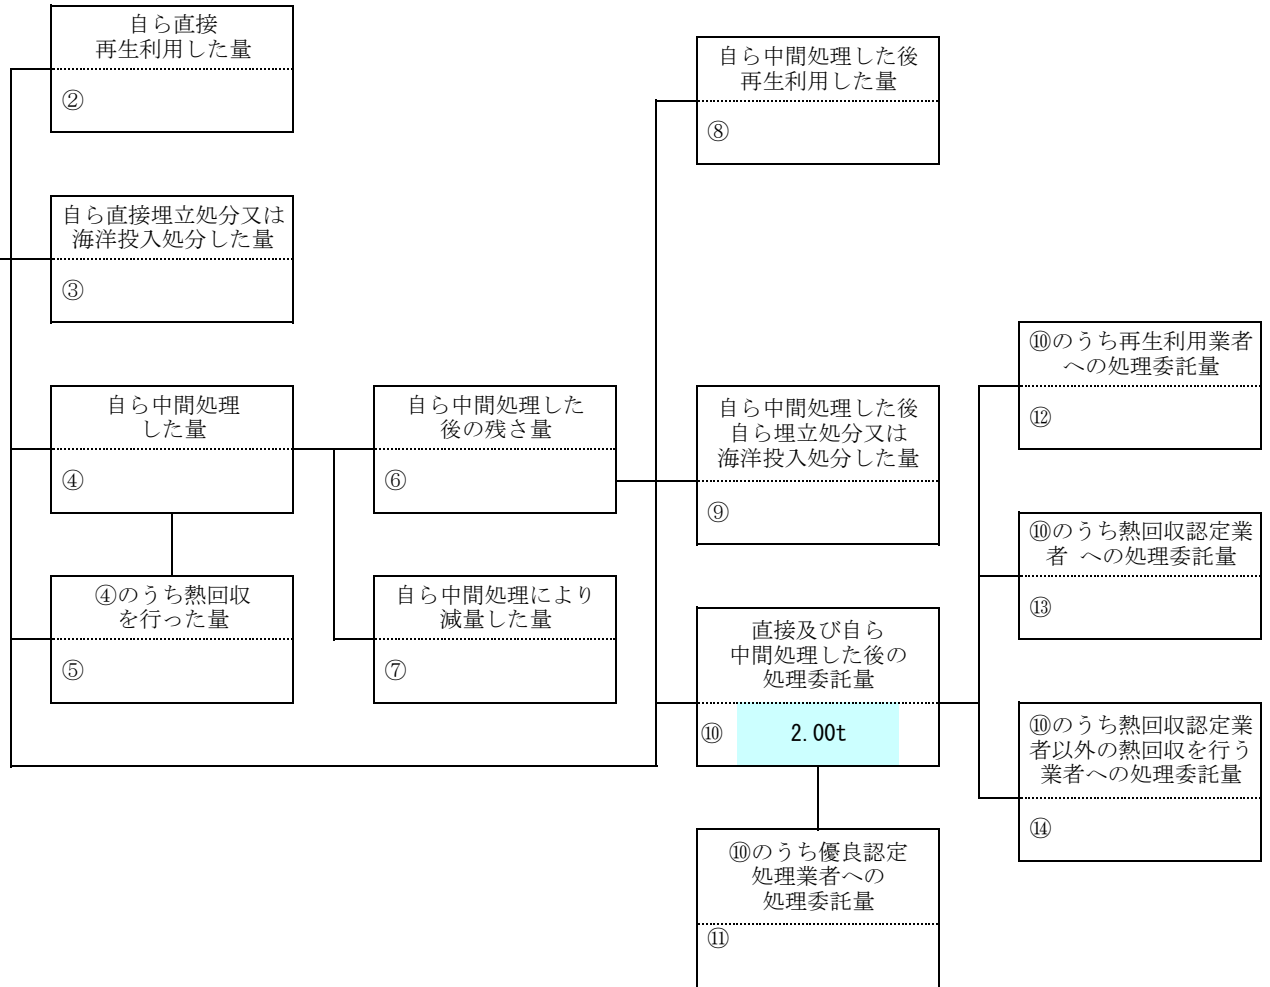 自ら直接
再生利用した量
②
自ら直接埋立処分又は
海洋投入処分した量
③
自ら中間処理
した量
④
④のうち熱回収
を行った量
⑤
自ら中間処理した
後の残さ量
⑥
自ら中間処理により
減量した量
⑦
自ら中間処理した後
再生利用した量
⑧
自ら中間処理した後
自ら埋立処分又は
海洋投入処分した量
⑨
直接及び自ら
中間処理した後の
処理委託量
⑩ 2.00t
⑩のうち優良認定
処理業者への
処理委託量
⑪
⑩のうち再生利用業者
への処理委託量
⑫
⑩のうち熱回収認定業
者 への処理委託量
⑬
⑩のうち熱回収認定業
者以外の熱回収を行う
業者への処理委託量
⑭